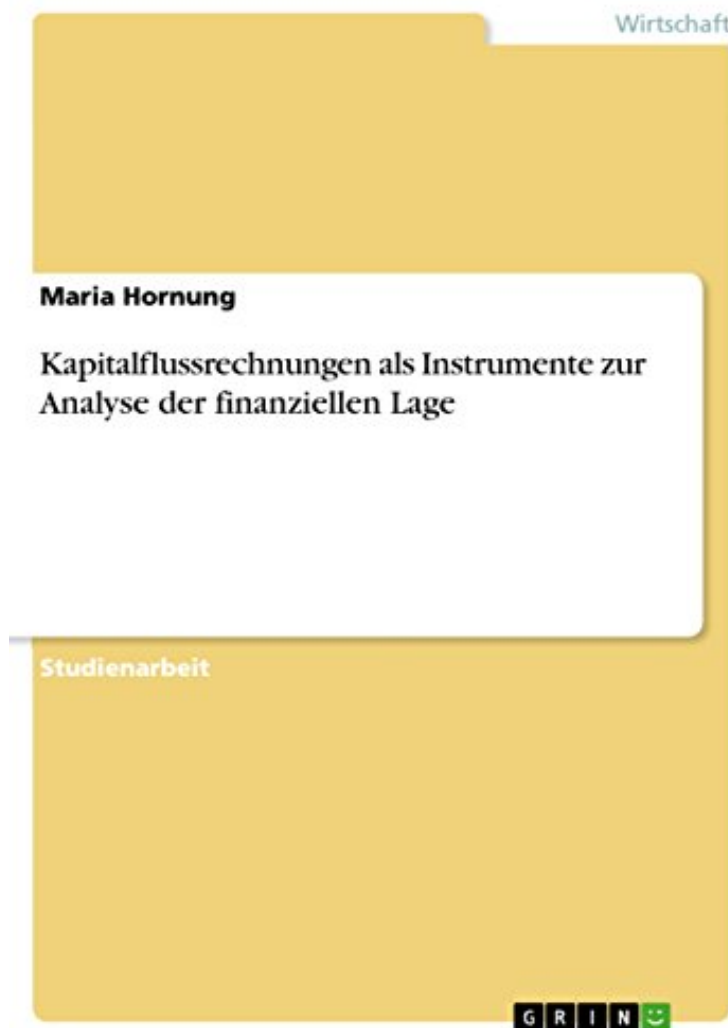 Wirtschaft
Maria Hornung
Kapitalflussrechnungen als Instrumente zur
Analyse der finanziellen Lage
Studienarbeit
GRIN